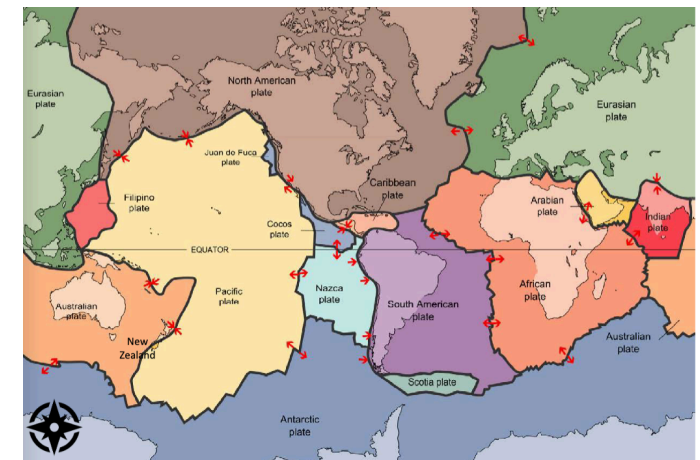 North American
plate
Eurasian
plate
Eurasian
plate
Juan de Fuca
plate
Caribbean
plate
Filipino
plate
Arabian
plate
Indian
plate
Cocos
plate
EQUATOR
African
plate
Nazca
plate
Pacific
plate
South American
plate
Australian
plate
New
Zealand
Australian
plate
Scotia plate
Antarctic
plate